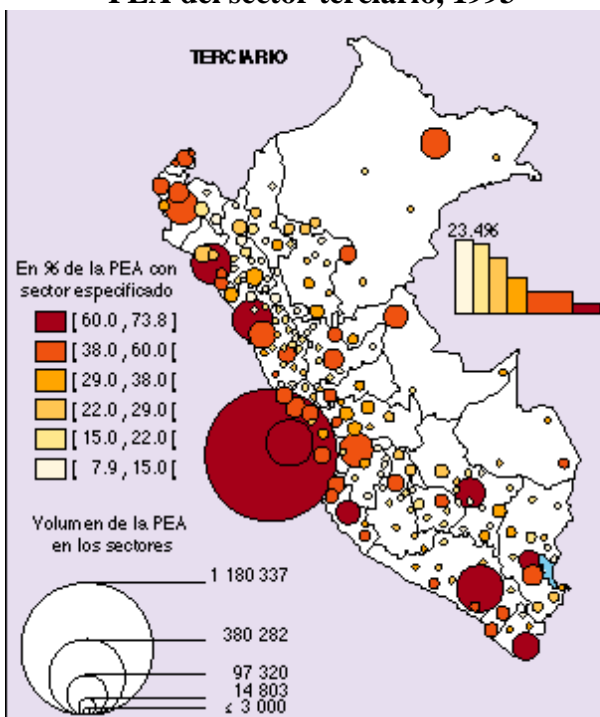 PEA del sector terciario, 1993
TERCIARIO
23.4%
En % de la PEA con
sector especificado
[ 60.0 , 73.8 ]
[ 38.0 , 60.0 [
[ 29.0 , 38.0 [
[ 22.0 , 29.0 [
[ 15.0 , 22.0 [
[ 7.9 , 15.0 [
Volumen de la PEA
en los sectores
1 180 337
380 282
97 320
14 803
≤ 3 000